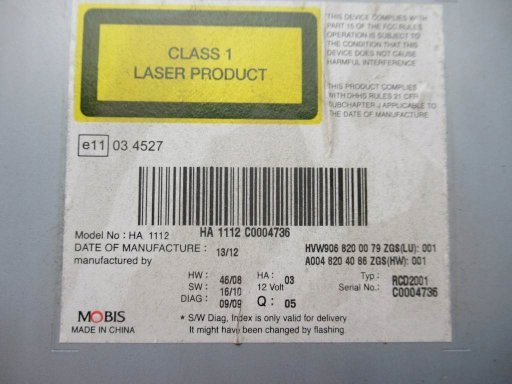 CLASS 1
LASER PRODUCT
THIS DEVICE COMPLIES WITH
PART 15 OF THE FCC RULES
OPERATION IS SUBJECT TO
THE CONDITION THAT THIS
DEVICE DOES NOT CAUSE
HARMFUL INTERFERENCE
THIS PRODUCT COMPLIES
WITH DHHS RULES 21 CFR
SUBCHAPTER J APPLICABLE TO
THE DATE OF MANUFACTURE
e11 03 4527
HA 1112 C0004736
Model No : HA 1112
DATE OF MANUFACTURE : 13/12
manufactured by
HVW906 820 00 79 ZGS(LU): 001
A004 820 40 86 ZGS(HW): 001
HW : 46/08 HA : 03 Typ : RCD2001
SW : 16/10 12 Volt Serial No.: C0004736
DIAG : 09/09 Q : 05
MOBIS
MADE IN CHINA
* S/W Diag, Index is only valid for delivery
It might have been changed by flashing.